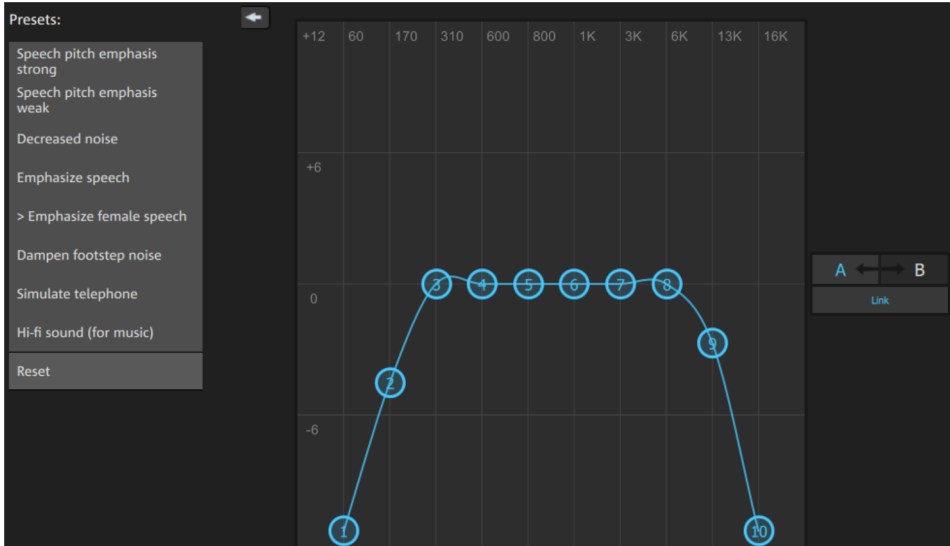 Presets:
Speech pitch emphasis
strong
Speech pitch emphasis
weak
Decreased noise
Emphasize speech
> Emphasize female speech
Dampen footstep noise
Simulate telephone
Hi-fi sound (for music)
Reset
+12 60 170 310 600 800 1K 3K 6K 13K 16K
+6
0
-6
1
2
3 4 5 6 7 8
9
10
A B
Link